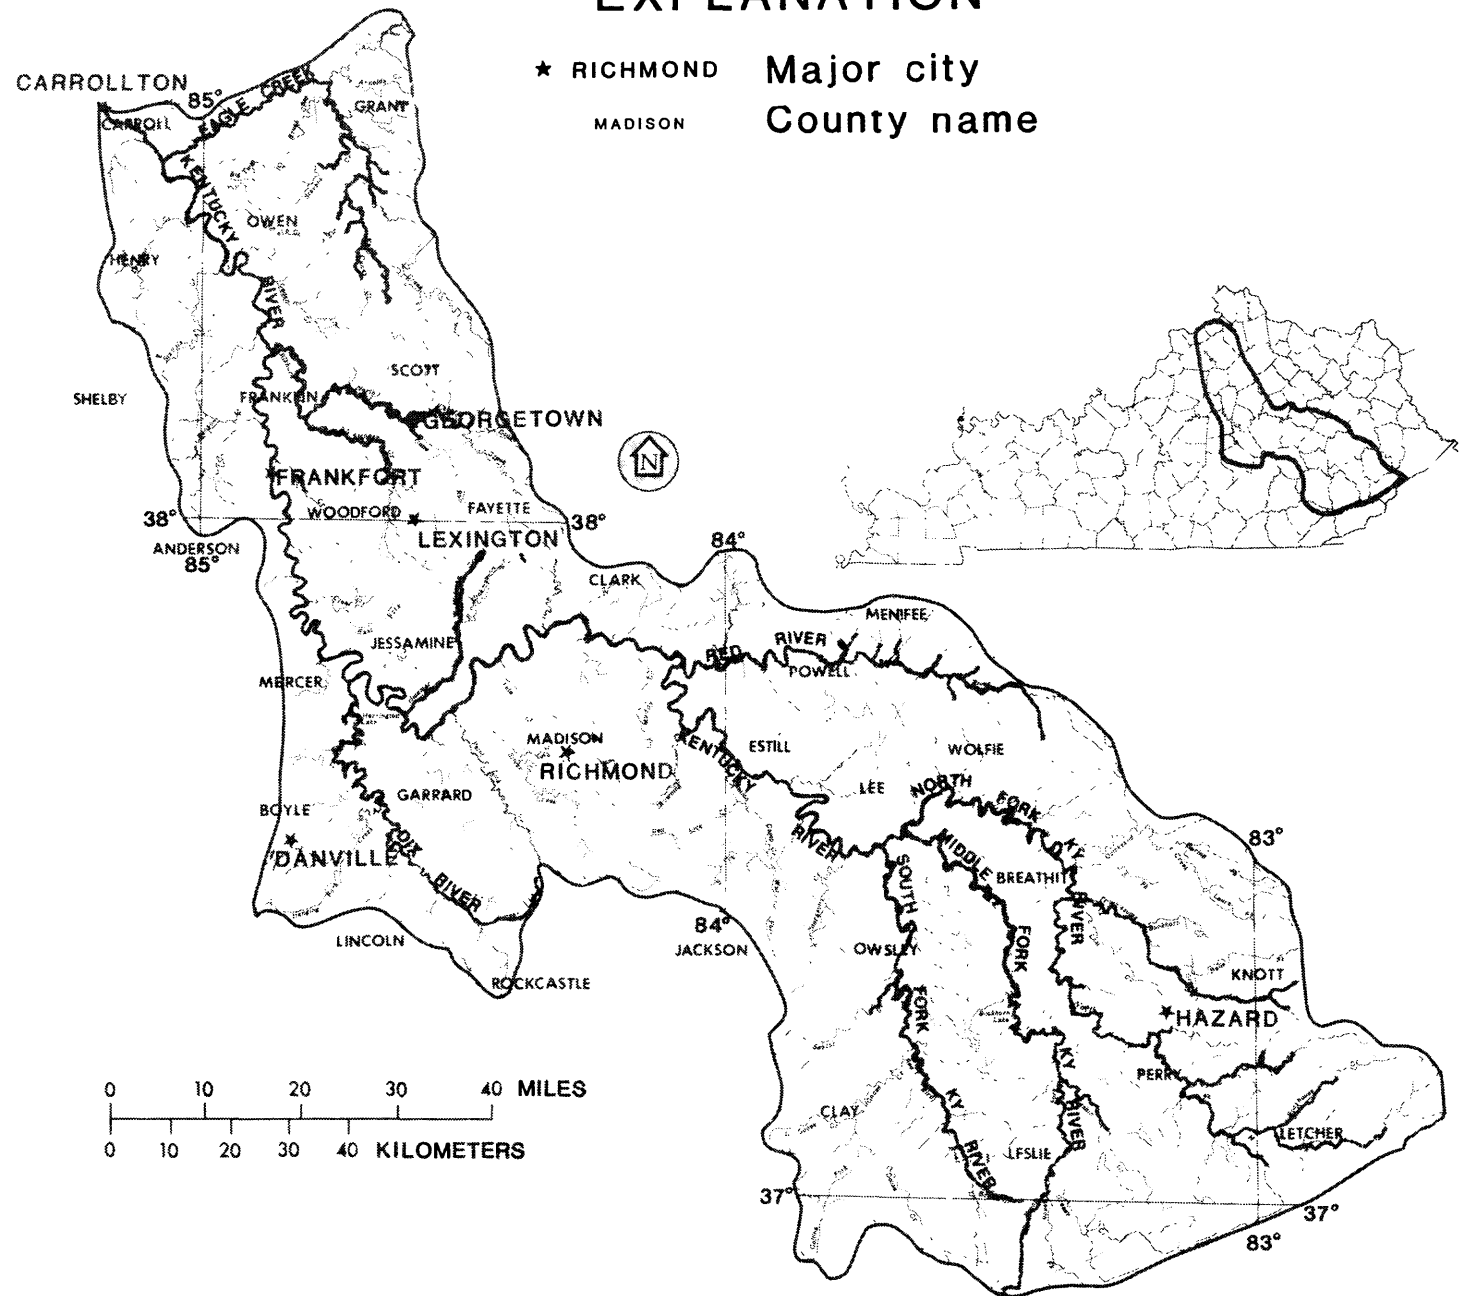 EXPLANATION
★ RICHMOND Major city
MADISON County name
CARROLLTON
85°
EAGLE CREEK
GRANT
CARROLL
KENTUCKY
OWEN
HENRY
RIVER
SCOTT
SHELBY
FRANKLIN
GEORGETOWN
N
FRANKFORT
WOODFORD
FAYETTE
38°
38°
LEXINGTON
ANDERSON
85°
84°
CLARK
MENIFEE
JESSAMINE
RED RIVER
POWELL
MERCER
MADISON
KENTUCKY
ESTILL
WOLFIE
RICHMOND
LEE
NORTH FORK KY RIVER
GARRARD
BOYLE
RIVER
83°
DIX RIVER
DANVILLE
MIDDLE FORK KY RIVER
BREATHIT
SOUTH FORK KY RIVER
84°
LINCOLN
JACKSON
OWSLEY
ROCKCASTLE
KNOTT
HAZARD
PERRY
0 10 20 30 40 MILES
0 10 20 30 40 KILOMETERS
CLAY
LETCHER
LESLIE
37°
37°
83°